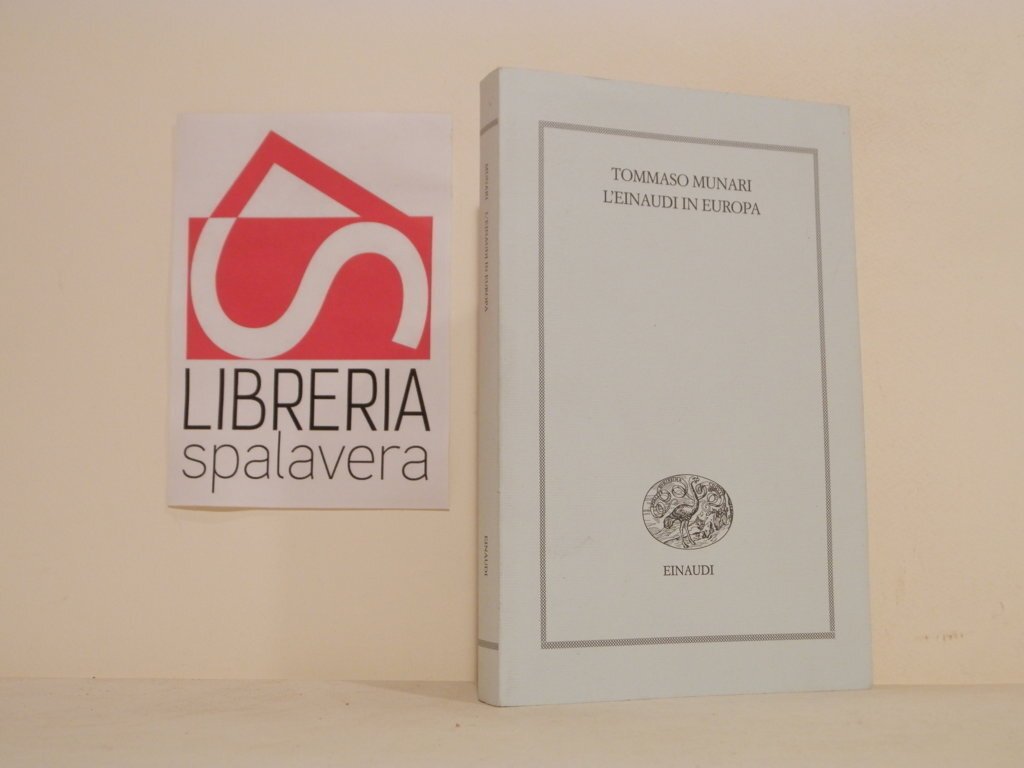 LIBRERIA
spalavera
MUNARI L'EINAUDI IN EUROPA
EINAUDI
TOMMASO MUNARI
L'EINAUDI IN EUROPA
EINAUDI